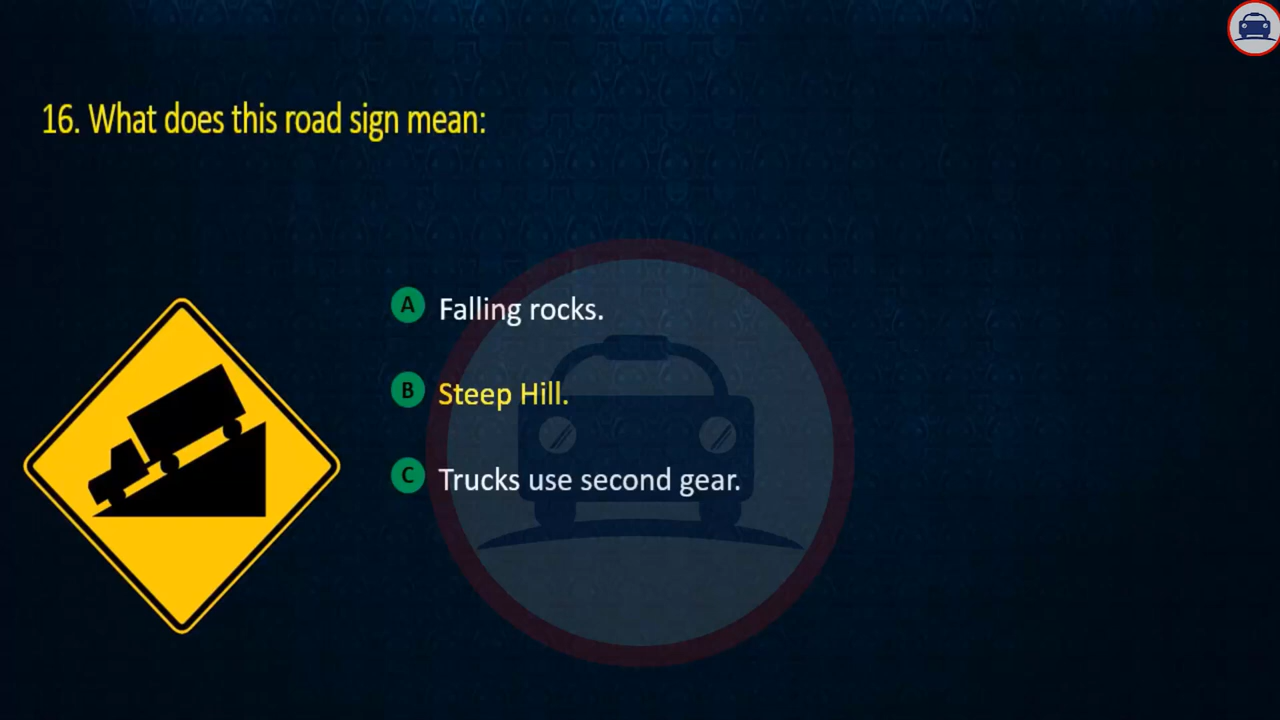 16. What does this road sign mean:
A Falling rocks.
B Steep Hill.
C Trucks use second gear.